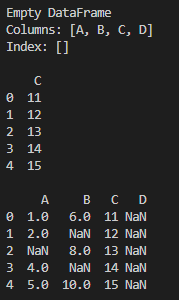 Empty DataFrame
Columns: [A, B, C, D]
Index: []
    C
0  11
1  12
2  13
3  14
4  15
     A     B   C   D
0  1.0   6.0  11 NaN
1  2.0   NaN  12 NaN
2  NaN   8.0  13 NaN
3  4.0   NaN  14 NaN
4  5.0  10.0  15 NaN